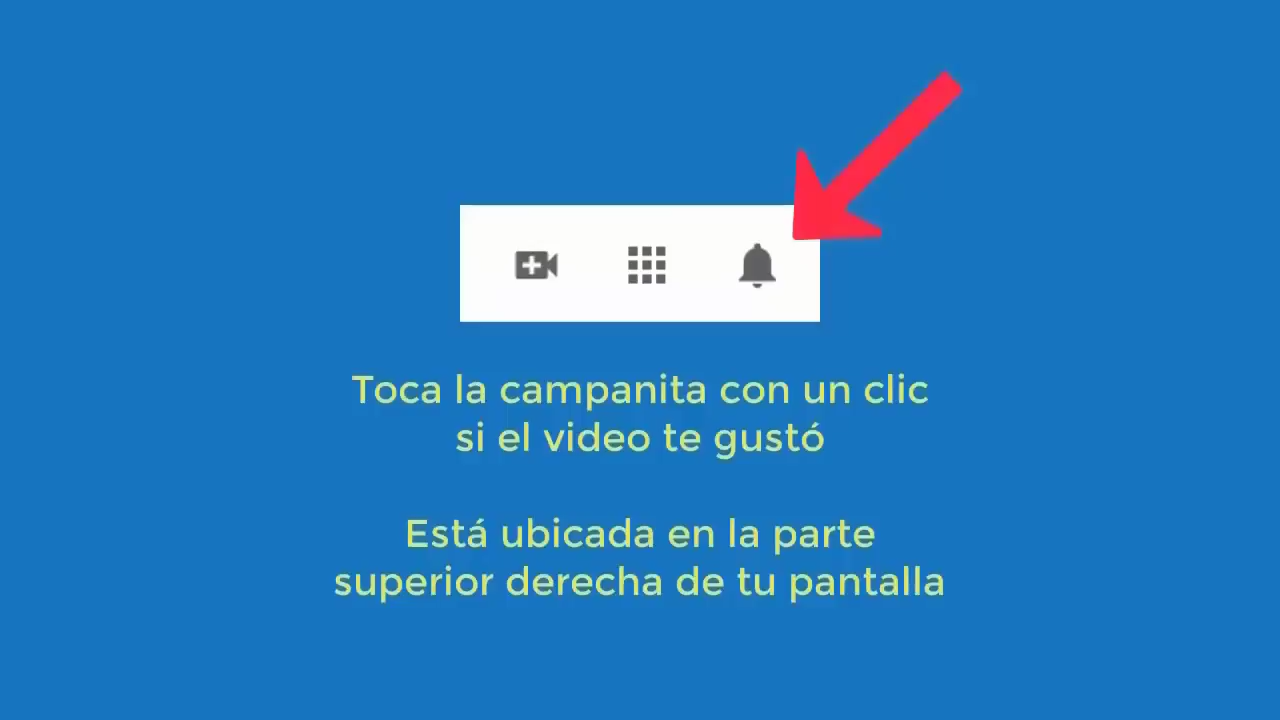 Toca la campanita con un clic
si el video te gustó
Está ubicada en la parte
superior derecha de tu pantalla